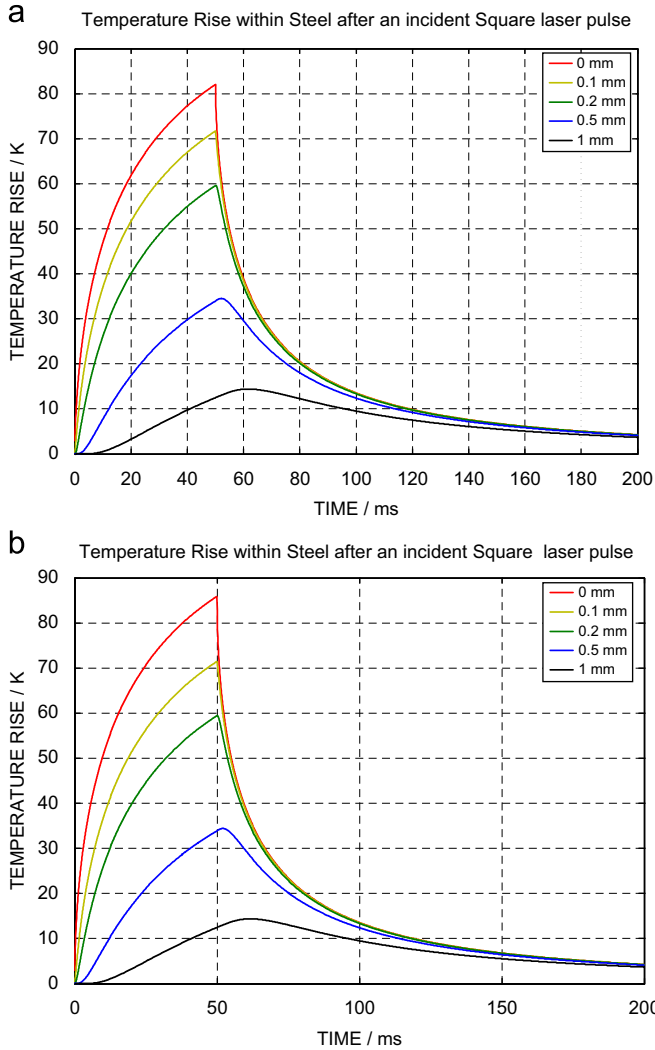 a
Temperature Rise within Steel after an incident Square laser pulse
90
80
70
60
50
40
30
20
10
0
TEMPERATURE RISE / K
0 mm
0.1 mm
0.2 mm
0.5 mm
1 mm
0 20 40 60 80 100 120 140 160 180 200
TIME / ms
b
Temperature Rise within Steel after an incident Square laser pulse
90
80
70
60
50
40
30
20
10
0
TEMPERATURE RISE / K
0 mm
0.1 mm
0.2 mm
0.5 mm
1 mm
0 50 100 150 200
TIME / ms